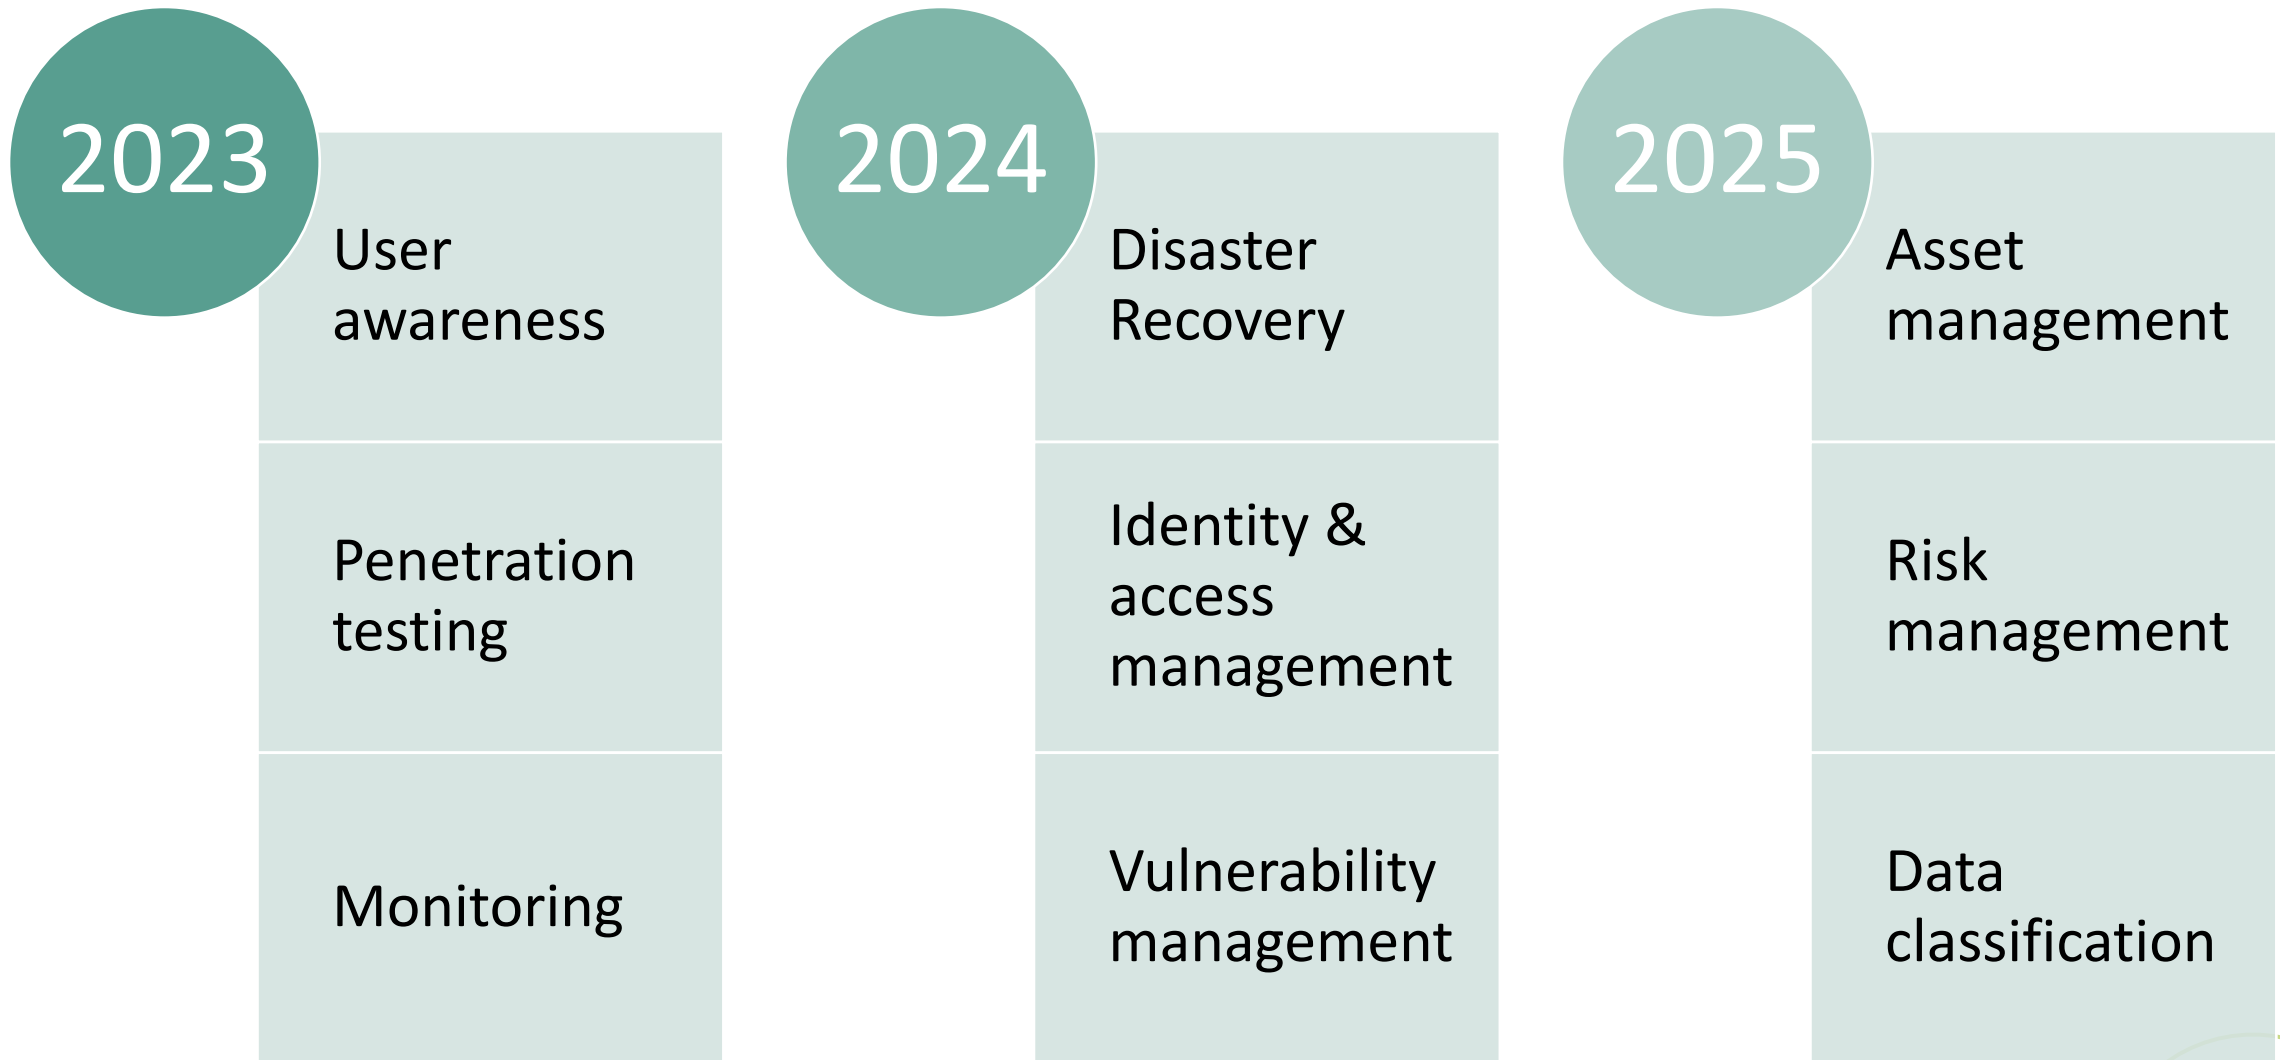 2023
User
awareness
Penetration
testing
Monitoring
2024
Disaster
Recovery
Identity &
access
management
Vulnerability
management
2025
Asset
management
Risk
management
Data
classification